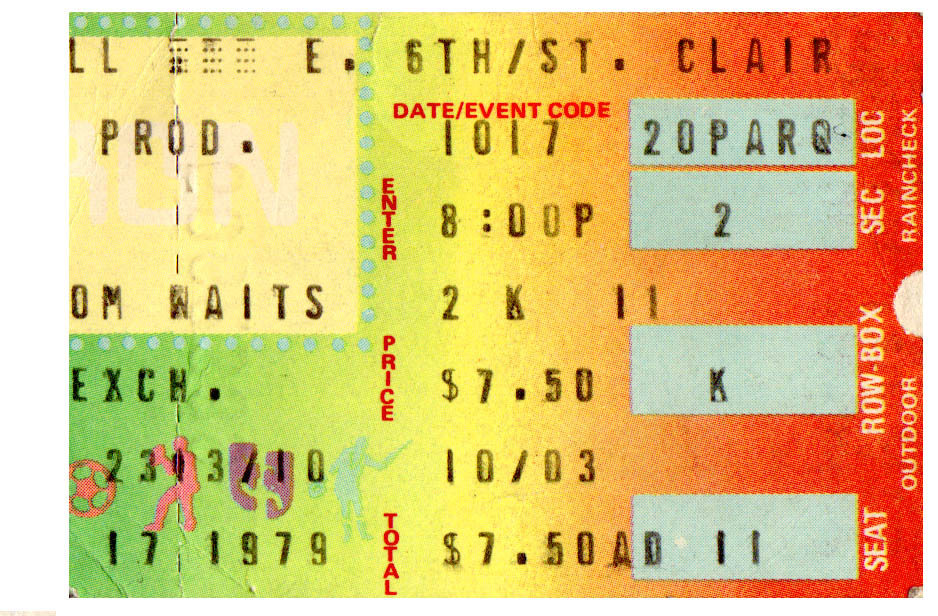 LL E. 6TH/ST. CLAIR
DATE/EVENT CODE
PROD. 1017 20PARQ
LOC
RAINCHECK
ENTER
8:00P 2
SEC
RON
OM WAITS 2 K 11
PRICE
EXCH. $7.50 K
ROW-BOX
OUTDOOR
10/03
TOTAL
17 1979 $7.50AD 11
SEAT